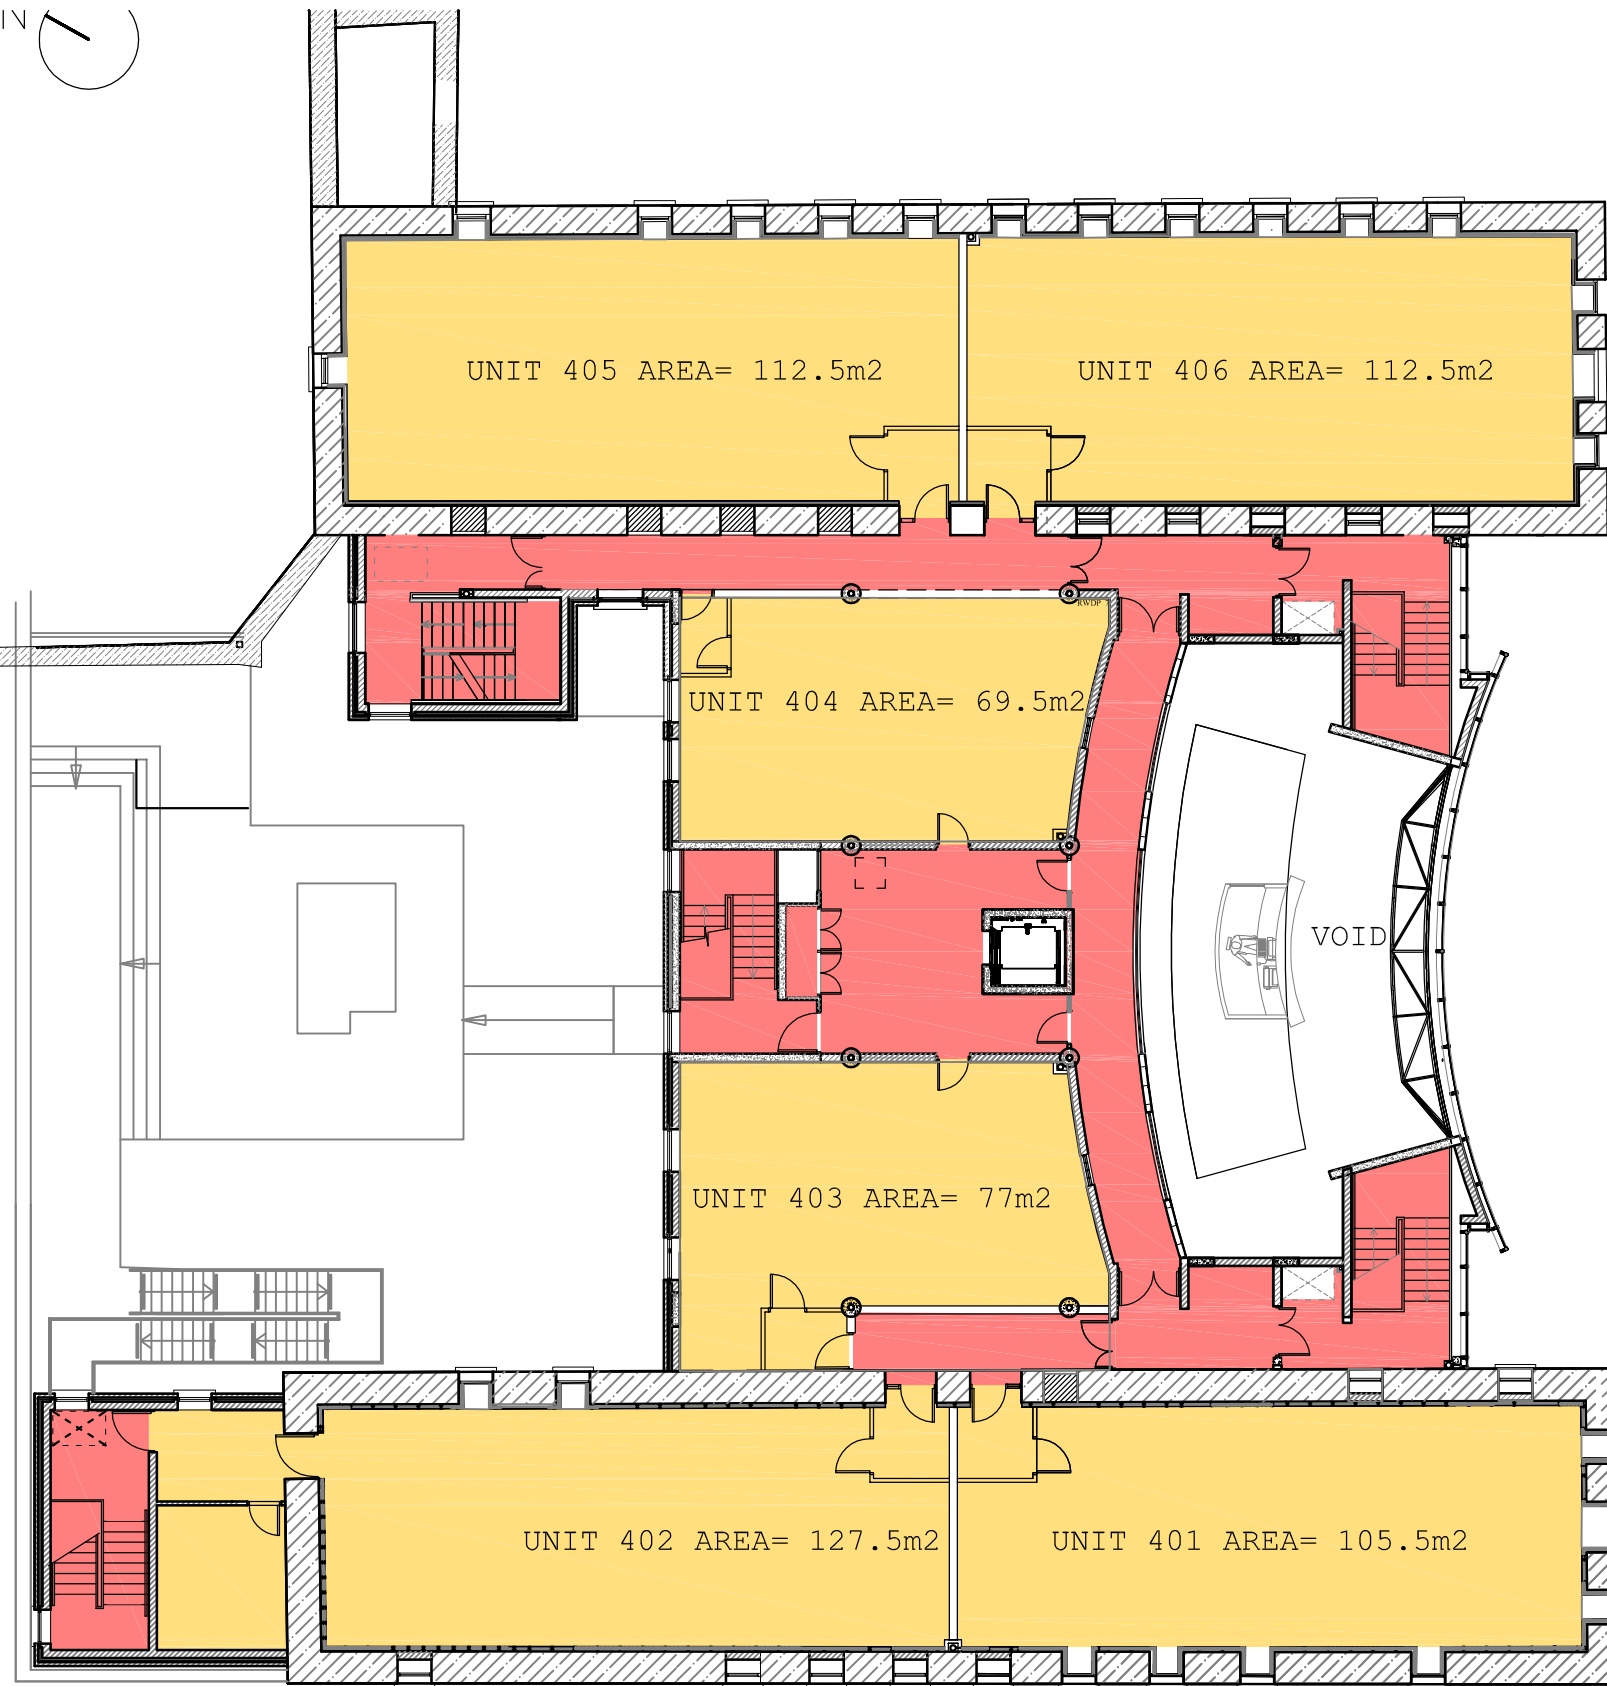 IN
UNIT 405 AREA= 112.5m2
UNIT 406 AREA= 112.5m2
RWDP
UNIT 404 AREA= 69.5m2
VOID
UNIT 403 AREA= 77m2
UNIT 402 AREA= 127.5m2
UNIT 401 AREA= 105.5m2